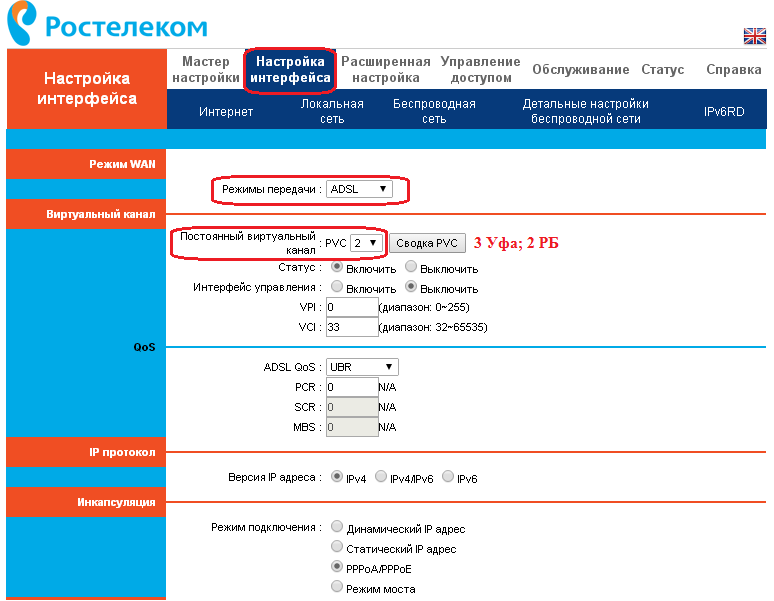 Ростелеком
Настройка
интерфейса
Мастер
настройки
Настройка
интерфейса
Расширенная
настройка
Управление
доступом
Обслуживание
Статус
Справка
Интернет
Локальная
сеть
Беспроводная
сеть
Детальные настройки
беспроводной сети
IPv6RD
Режим WAN
Режимы передачи : ADSL
Виртуальный канал
Постоянный виртуальный
канал : PVC 2 Сводка PVC 3 Уфа; 2 РБ
Статус : Включить Выключить
Интерфейс управления : Включить Выключить
VPI : 0 (диапазон: 0~255)
VCI : 33 (диапазон: 32~65535)
QoS
ADSL QoS : UBR
PCR : 0 N/A
SCR : 0 N/A
MBS : 0 N/A
IP протокол
Версия IP адреса : IPv4 IPv4/IPv6 IPv6
Инкапсуляция
Режим подключения : Динамический IP адрес
Статический IP адрес
PPPoA/PPPoE
Режим моста